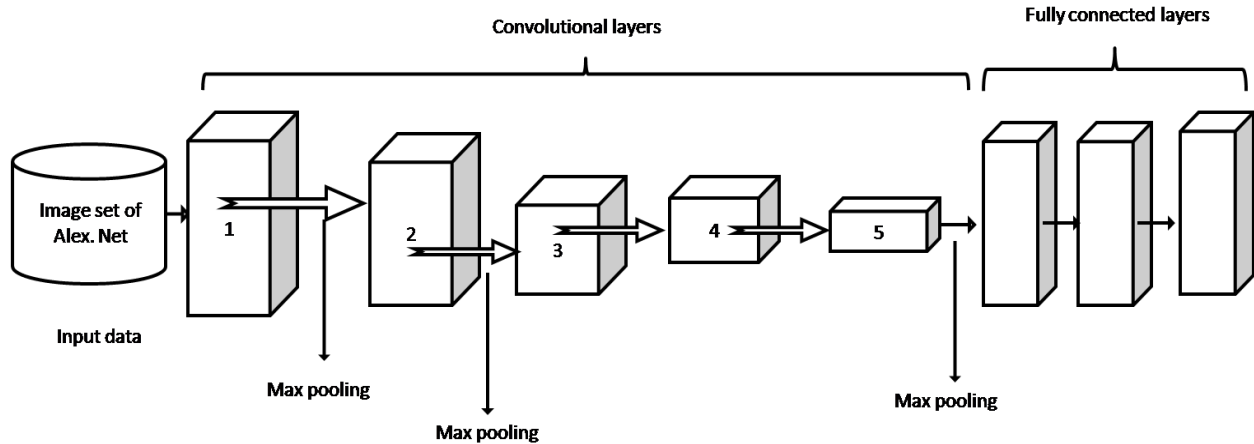 Convolutional layers
Fully connected layers
Image set of
Alex. Net
1
2
3
4
5
Input data
Max pooling
Max pooling
Max pooling